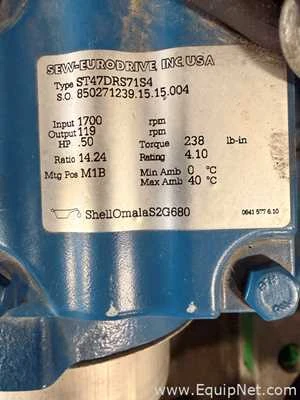 SEW-EURODRIVE, INC. USA
Type ST47DRS71S4
S.O. 850271239.15.15.004
Input 1700 rpm
Output 119 rpm
HP .50 Torque 238 lb-in
Ratio 14.24 Rating 4.10
Mtg Pos M1B Min Amb 0 °C
Max Amb 40 °C
ShellOmalaS2G680
0641 577 6.10
www.EquipNet.com